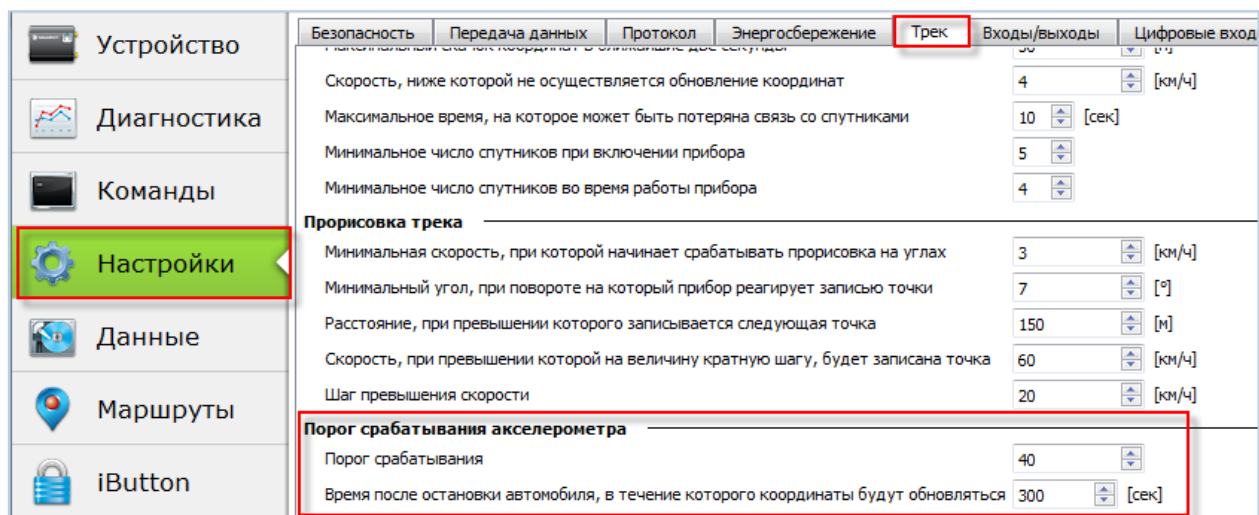 Устройство
Диагностика
Команды
Настройки
Данные
Маршруты
iButton
Безопасность Передача данных Протокол Энергосбережение Трек Входы/выходы Цифровые вход
Максимальный скачок координат в ближайшие две секунды [м]
Скорость, ниже которой не осуществляется обновление координат 4 [км/ч]
Максимальное время, на которое может быть потеряна связь со спутниками 10 [сек]
Минимальное число спутников при включении прибора 5
Минимальное число спутников во время работы прибора 4
Прорисовка трека
Минимальная скорость, при которой начинает срабатывать прорисовка на углах 3 [км/ч]
Минимальный угол, при повороте на который прибор реагирует записью точки 7 [°]
Расстояние, при превышении которого записывается следующая точка 150 [м]
Скорость, при превышении которой на величину кратную шагу, будет записана точка 60 [км/ч]
Шаг превышения скорости 20 [км/ч]
Порог срабатывания акселерометра
Порог срабатывания 40
Время после остановки автомобиля, в течение которого координаты будут обновляться 300 [сек]